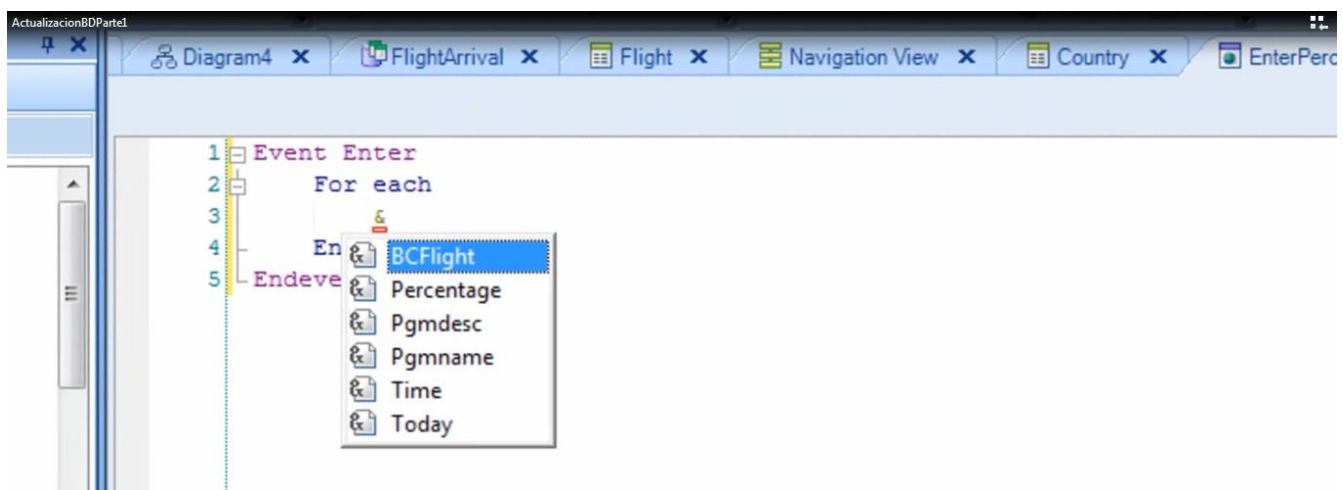 ActualizacionBDParte1
Diagram4 FlightArrival Flight Navigation View Country EnterPerc
1 Event Enter
2 For each
3 &
4 En
5 Endeve
BCFlight
Percentage
Pgmdesc
Pgmname
Time
Today